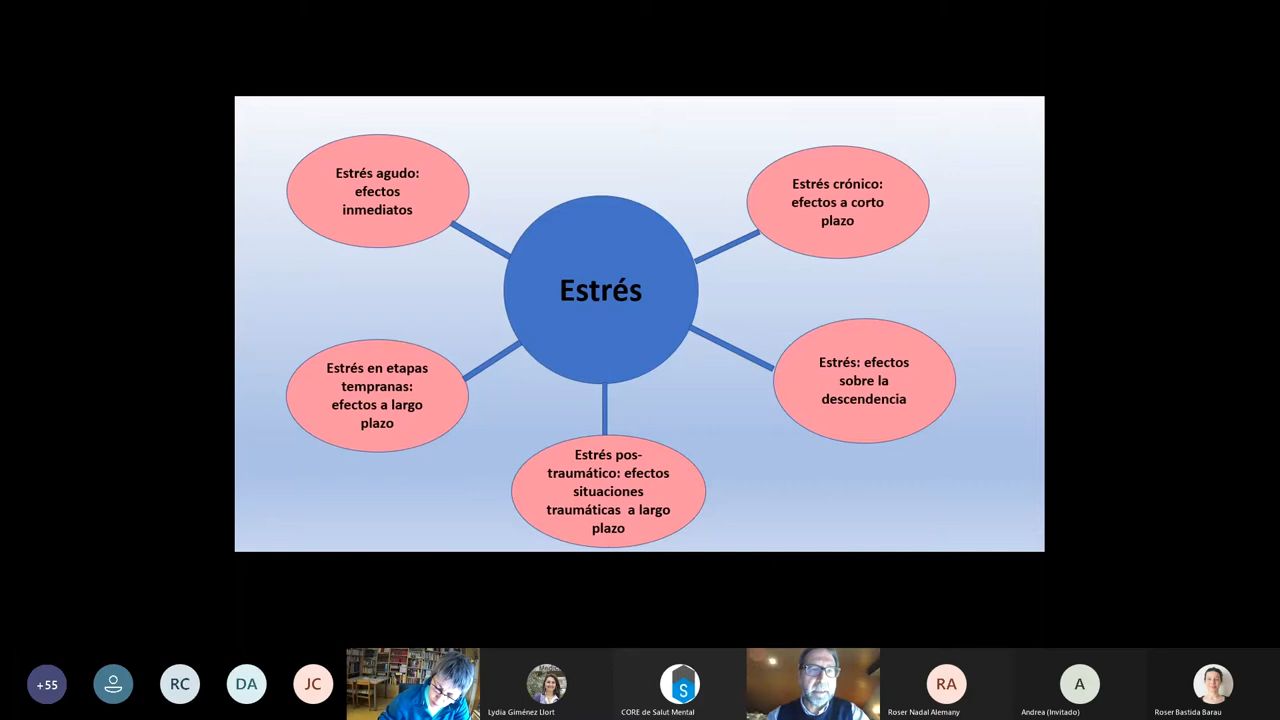 Estrés agudo:
efectos
inmediatos
Estrés crónico:
efectos a corto
plazo
Estrés
Estrés en etapas
tempranas:
efectos a largo
plazo
Estrés: efectos
sobre la
descendencia
Estrés pos-
traumático: efectos
situaciones
traumáticas a largo
plazo
+55
RC
DA
JC
Lydia Giménez Llort
S
CORE de Salut Mental
RA
Roser Nadal Alemany
A
Andrea (Invitado)
Roser Bastida Barau